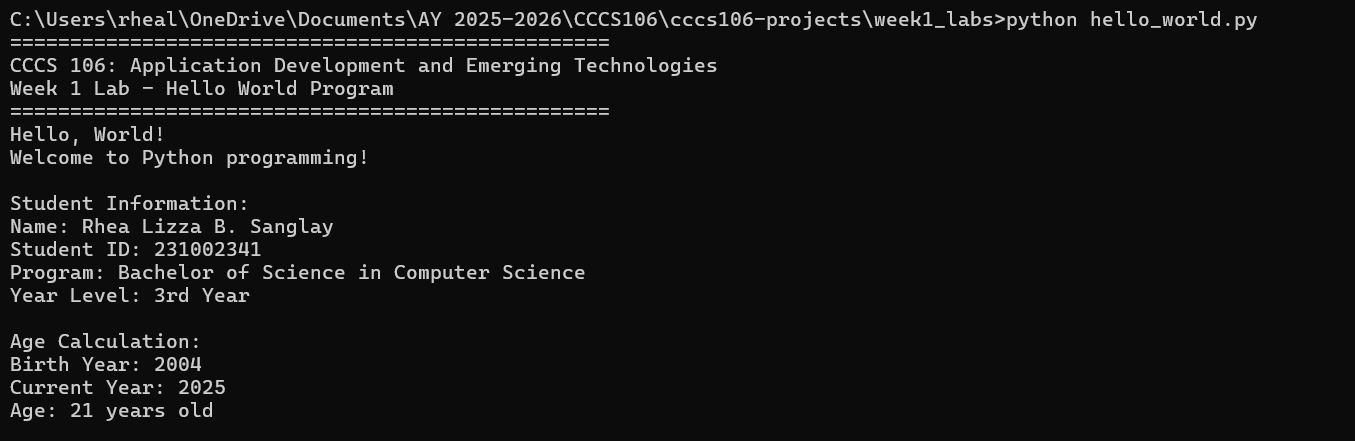 C:\Users\rheal\OneDrive\Documents\AY 2025-2026\CCCS106\cccs106-projects\week1_labs>python hello_world.py
==================================================
CCCS 106: Application Development and Emerging Technologies
Week 1 Lab - Hello World Program
==================================================
Hello, World!
Welcome to Python programming!

Student Information:
Name: Rhea Lizza B. Sanglay
Student ID: 231002341
Program: Bachelor of Science in Computer Science
Year Level: 3rd Year

Age Calculation:
Birth Year: 2004
Current Year: 2025
Age: 21 years old